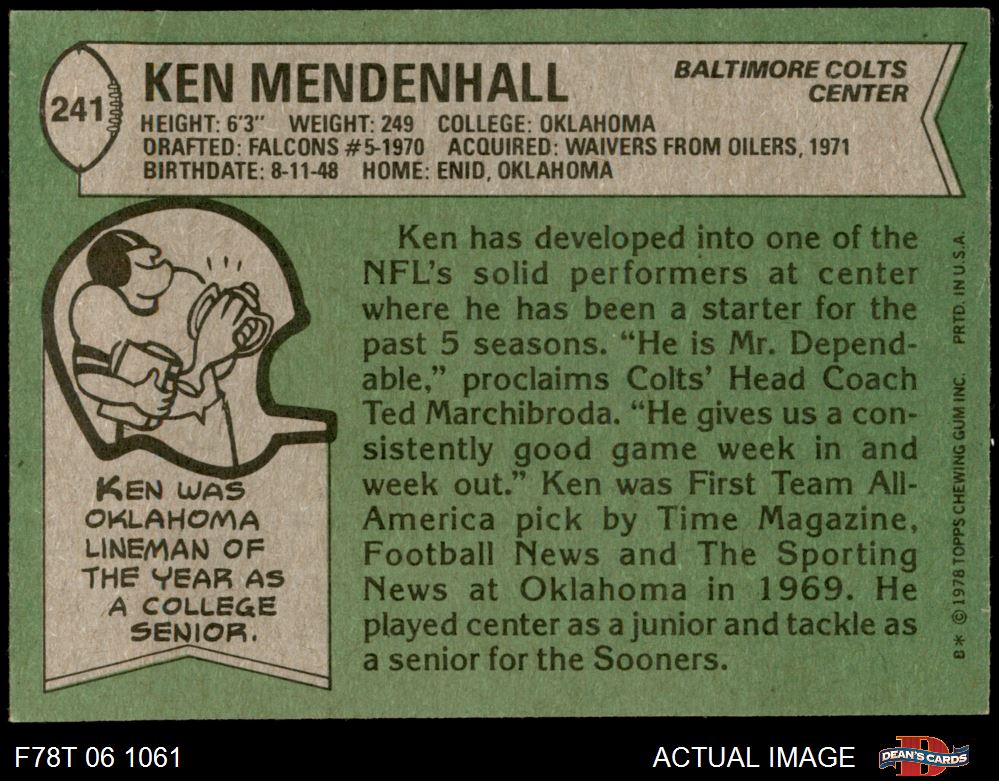 241
KEN MENDENHALL
BALTIMORE COLTS
CENTER
HEIGHT: 6'3" WEIGHT: 249 COLLEGE: OKLAHOMA
DRAFTED: FALCONS #5-1970 ACQUIRED: WAIVERS FROM OILERS, 1971
BIRTHDATE: 8-11-48 HOME: ENID, OKLAHOMA
KEN WAS
OKLAHOMA
LINEMAN OF
THE YEAR AS
A COLLEGE
SENIOR.
Ken has developed into one of the
NFL's solid performers at center
where he has been a starter for the
past 5 seasons. "He is Mr. Depend-
able," proclaims Colts' Head Coach
Ted Marchibroda. "He gives us a con-
sistently good game week in and
week out." Ken was First Team All-
America pick by Time Magazine,
Football News and The Sporting
News at Oklahoma in 1969. He
played center as a junior and tackle as
a senior for the Sooners.
B* © 1978 TOPPS CHEWING GUM INC. PRTD. IN U.S.A.
F78T 06 1061
ACTUAL IMAGE
D
DEAN'S CARDS